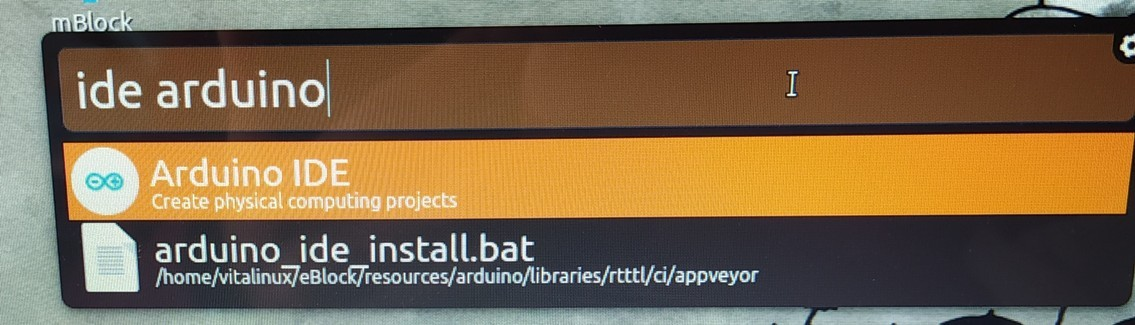 mBlock
ide arduino
Arduino IDE
Create physical computing projects
arduino_ide_install.bat
/home/vitalinux/eBlock/resources/arduino/libraries/rtttl/ci/appveyor